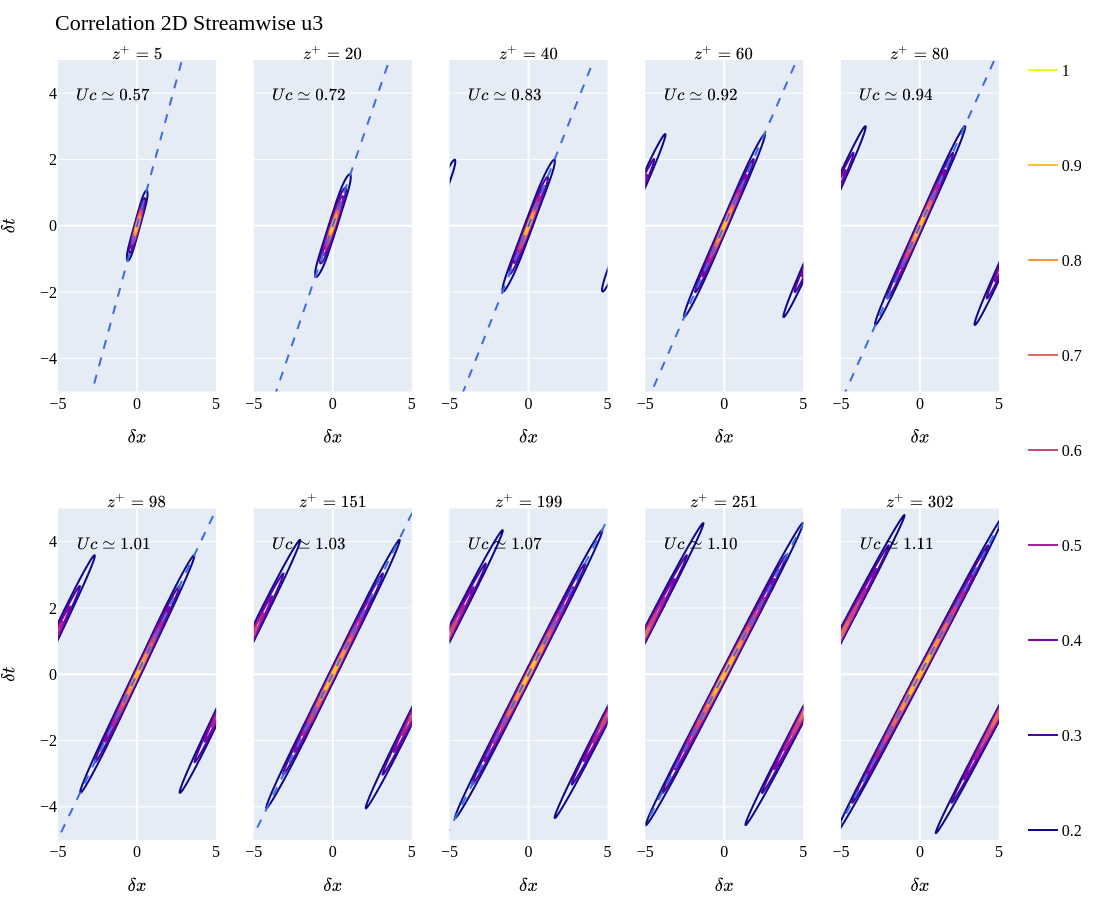 Correlation 2D Streamwise u3
z⁺ = 5
z⁺ = 20
z⁺ = 40
z⁺ = 60
z⁺ = 80
Uc ≃ 0.57
Uc ≃ 0.72
Uc ≃ 0.83
Uc ≃ 0.92
Uc ≃ 0.94
4
2
0
−2
−4
δt
−5 0 5
−5 0 5
−5 0 5
−5 0 5
−5 0 5
δx
δx
δx
δx
δx
z⁺ = 98
z⁺ = 151
z⁺ = 199
z⁺ = 251
z⁺ = 302
Uc ≃ 1.01
Uc ≃ 1.03
Uc ≃ 1.07
Uc ≃ 1.10
Uc ≃ 1.11
4
2
0
−2
−4
δt
−5 0 5
−5 0 5
−5 0 5
−5 0 5
−5 0 5
δx
δx
δx
δx
δx
1
0.9
0.8
0.7
0.6
0.5
0.4
0.3
0.2